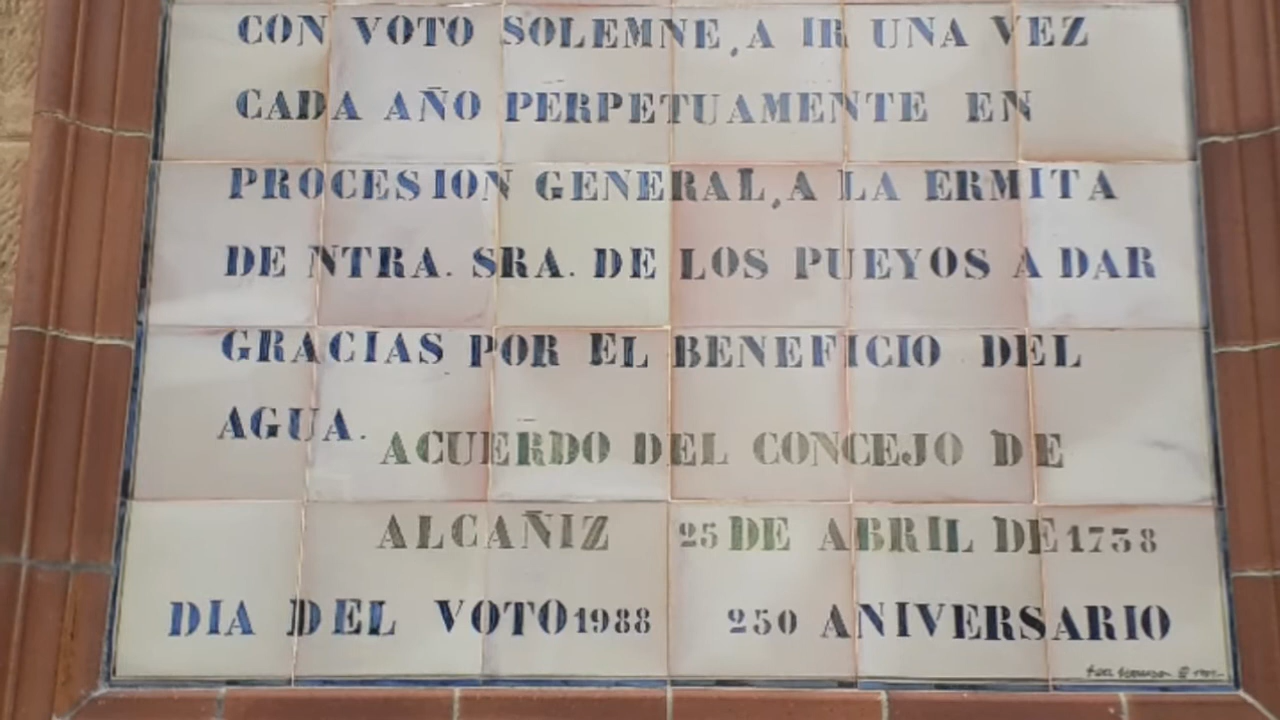 CON VOTO SOLEMNE, A IR UNA VEZ
CADA AÑO PERPETUAMENTE EN
PROCESION GENERAL, A LA ERMITA
DE NTRA. SRA. DE LOS PUEYOS A DAR
GRACIAS POR EL BENEFICIO DEL
AGUA.
ACUERDO DEL CONCEJO DE
ALCAÑIZ 25 DE ABRIL DE 1738
DIA DEL VOTO 1988 250 ANIVERSARIO